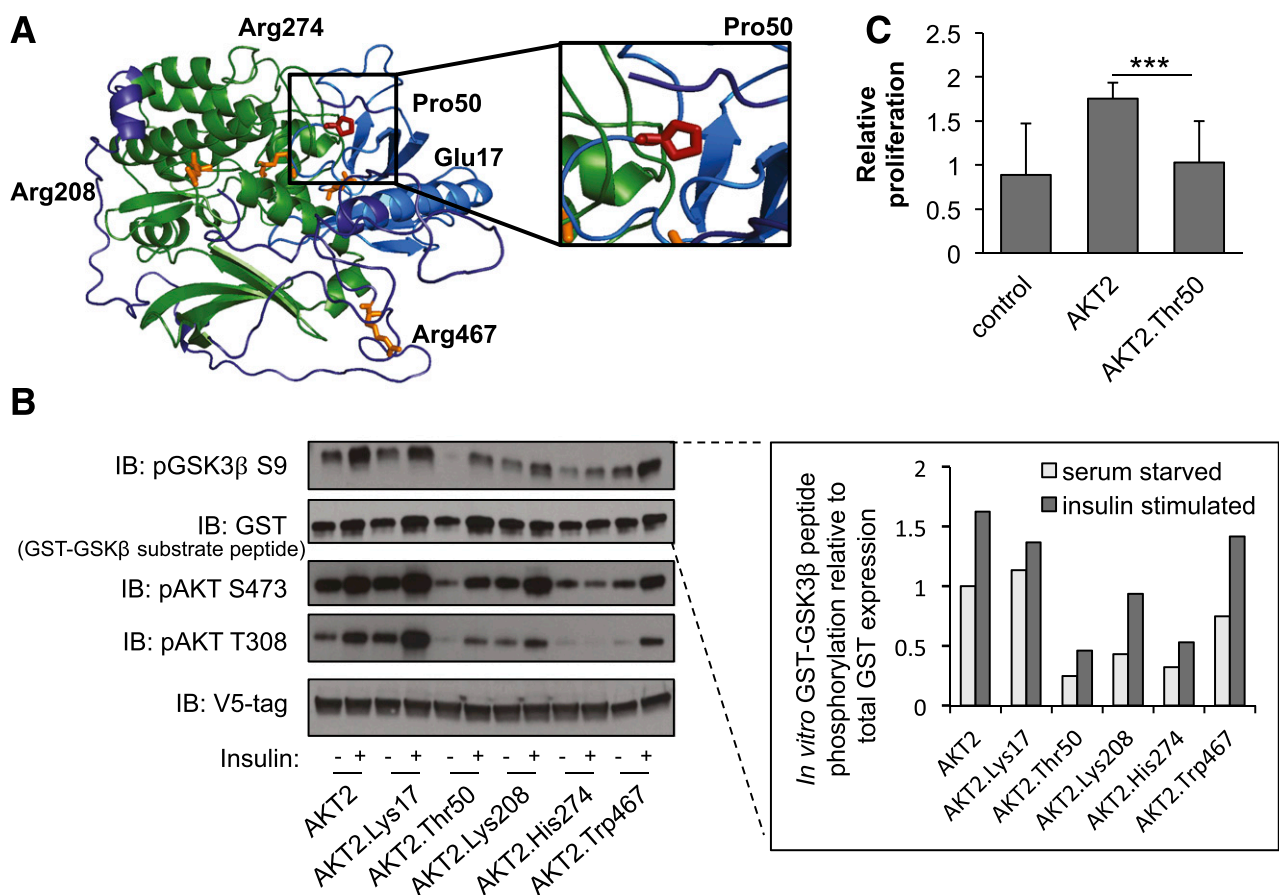 A
Arg274
Pro50
Glu17
Arg208
Arg467
Pro50
C
Relative
proliferation
2.5
2
1.5
1
0.5
0
***
control
AKT2
AKT2.Thr50
B
IB: pGSK3β S9
IB: GST
(GST-GSKβ substrate peptide)
IB: pAKT S473
IB: pAKT T308
IB: V5-tag
Insulin: - + - + - + - + - + - +
AKT2
AKT2.Lys17
AKT2.Thr50
AKT2.Lys208
AKT2.His274
AKT2.Trp467
In vitro GST-GSK3β peptide
phosphorylation relative to
total GST expression
2
1.5
1
0.5
0
serum starved
insulin stimulated
AKT2
AKT2.Lys17
AKT2.Thr50
AKT2.Lys208
AKT2.His274
AKT2.Trp467